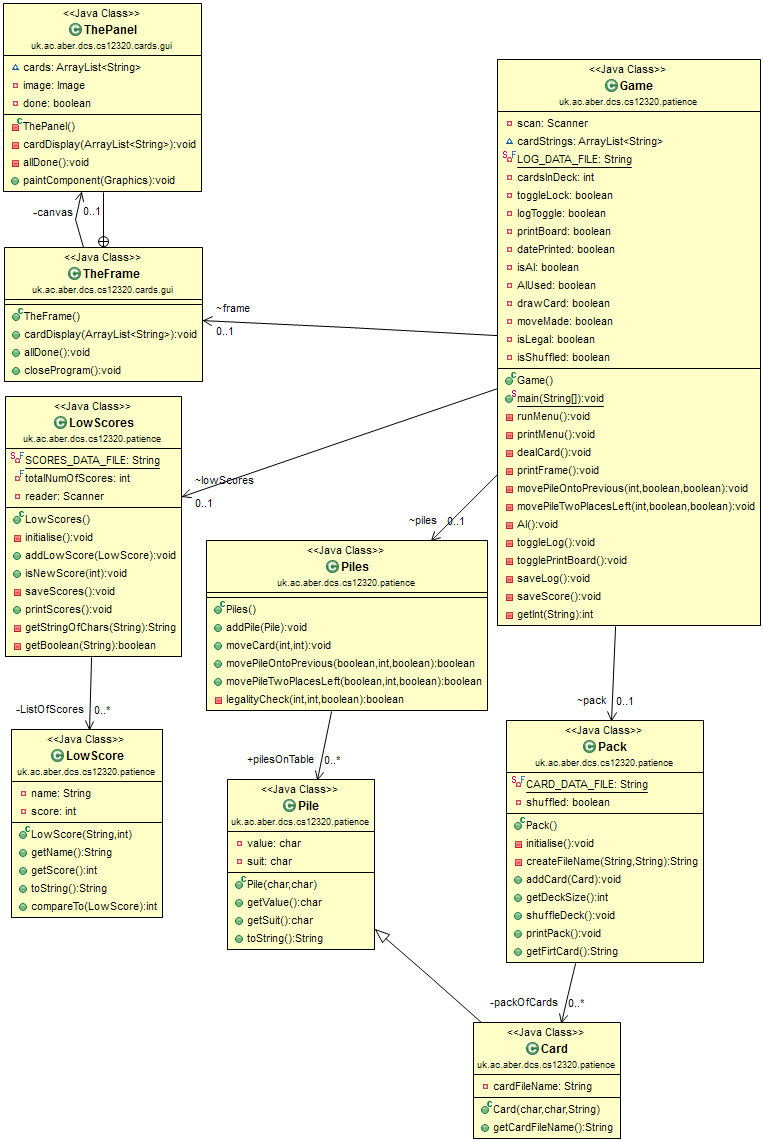 <<Java Class>>
ThePanel
uk.ac.aber.dcs.cs12320.cards.gui
cards: ArrayList<String>
image: Image
done: boolean
ThePanel()
cardDisplay(ArrayList<String>):void
allDone():void
paintComponent(Graphics):void
-canvas
0..1
<<Java Class>>
TheFrame
uk.ac.aber.dcs.cs12320.cards.gui
TheFrame()
cardDisplay(ArrayList<String>):void
allDone():void
closeProgram():void
~frame
0..1
<<Java Class>>
Game
uk.ac.aber.dcs.cs12320.patience
scan: Scanner
cardStrings: ArrayList<String>
LOG_DATA_FILE: String
cardsInDeck: int
toggleLock: boolean
logToggle: boolean
printBoard: boolean
datePrinted: boolean
isAI: boolean
AIUsed: boolean
drawCard: boolean
moveMade: boolean
isLegal: boolean
isShuffled: boolean
Game()
main(String[]):void
runMenu():void
printMenu():void
dealCard():void
printFrame():void
movePileOntoPrevious(int,boolean,boolean):void
movePileTwoPlacesLeft(int,boolean,boolean):void
AI():void
toggleLog():void
togglePrintBoard():void
saveLog():void
saveScore():void
getInt(String):int
<<Java Class>>
LowScores
uk.ac.aber.dcs.cs12320.patience
SCORES_DATA_FILE: String
totalNumOfScores: int
reader: Scanner
LowScores()
initialise():void
addLowScore(LowScore):void
isNewScore(int):void
saveScores():void
printScores():void
getStringOfChars(String):String
getBoolean(String):boolean
~lowScores
0..1
~piles
0..1
<<Java Class>>
Piles
uk.ac.aber.dcs.cs12320.patience
Piles()
addPile(Pile):void
moveCard(int,int):void
movePileOntoPrevious(boolean,int,boolean):boolean
movePileTwoPlacesLeft(boolean,int,boolean):boolean
legalityCheck(int,int,boolean):boolean
-ListOfScores
0..*
<<Java Class>>
LowScore
uk.ac.aber.dcs.cs12320.patience
name: String
score: int
LowScore(String,int)
getName():String
getScore():int
toString():String
compareTo(LowScore):int
+pilesOnTable
0..*
<<Java Class>>
Pile
uk.ac.aber.dcs.cs12320.patience
value: char
suit: char
Pile(char,char)
getValue():char
getSuit():char
toString():String
~pack
0..1
<<Java Class>>
Pack
uk.ac.aber.dcs.cs12320.patience
CARD_DATA_FILE: String
shuffled: boolean
Pack()
initialise():void
createFileName(String,String):String
addCard(Card):void
getDeckSize():int
shuffleDeck():void
printPack():void
getFirtCard():String
-packOfCards
0..*
<<Java Class>>
Card
uk.ac.aber.dcs.cs12320.patience
cardFileName: String
Card(char,char,String)
getCardFileName():String